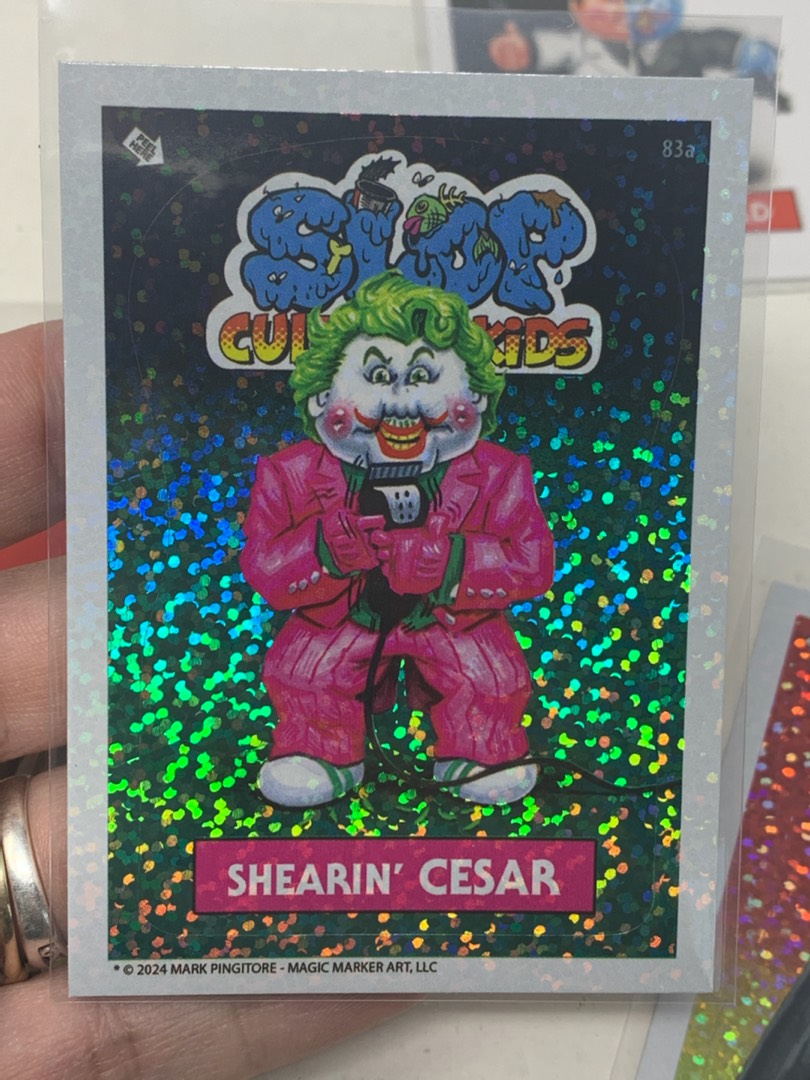 PEEL
HERE
83a
SLOP
CUL KIDS
SHEARIN' CESAR
* © 2024 MARK PINGITORE - MAGIC MARKER ART, LLC
D